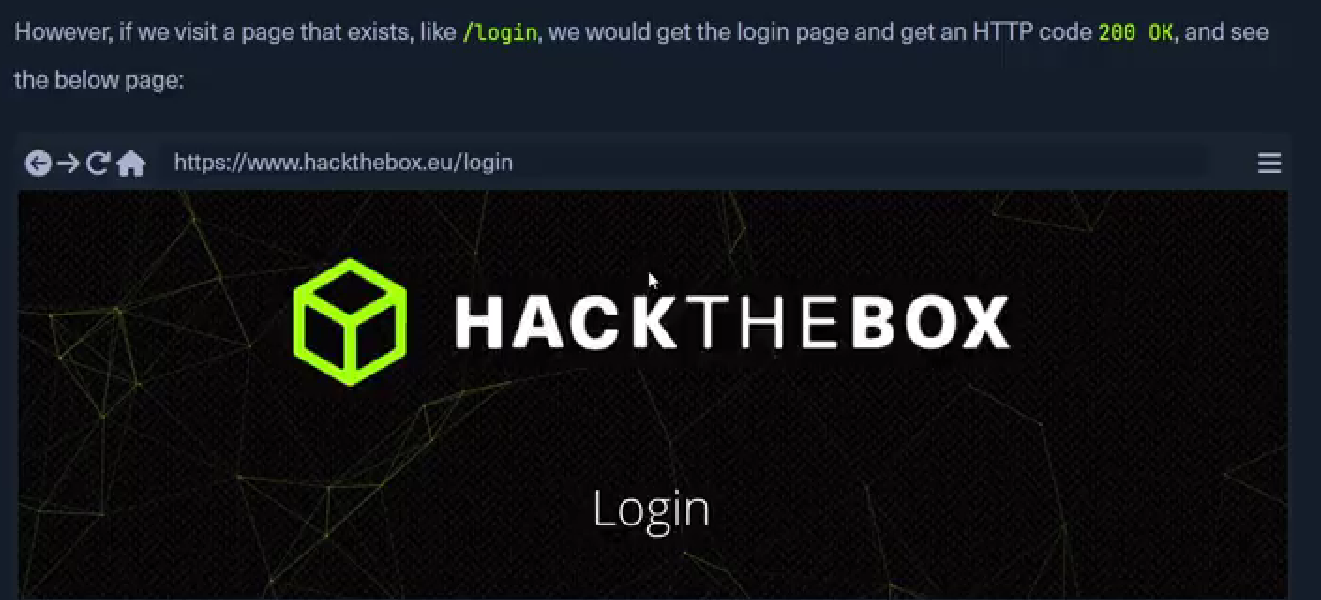 However, if we visit a page that exists, like /login, we would get the login page and get an HTTP code 200 OK, and see
the below page:
https://www.hackthebox.eu/login
HACKTHEBOX
Login